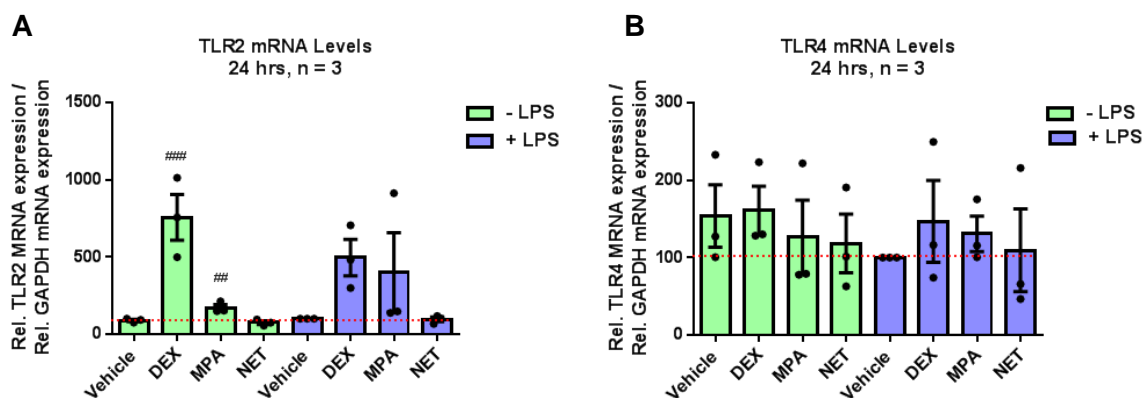 A
TLR2 mRNA Levels
24 hrs, n = 3
Rel. TLR2 MRNA expression /
Rel. GAPDH mRNA expression
1500
1000
500
0
###
##
- LPS
+ LPS
Vehicle
DEX
MPA
NET
Vehicle
DEX
MPA
NET
B
TLR4 mRNA Levels
24 hrs, n = 3
Rel. TLR4 MRNA expression /
Rel. GAPDH mRNA expression
300
200
150
100
50
0
- LPS
+ LPS
Vehicle
DEX
MPA
NET
Vehicle
DEX
MPA
NET